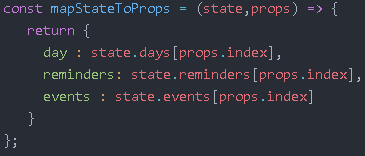 const mapStateToProps = (state,props) => {
return {
day : state.days[props.index],
reminders: state.reminders[props.index],
events : state.events[props.index]
}
};